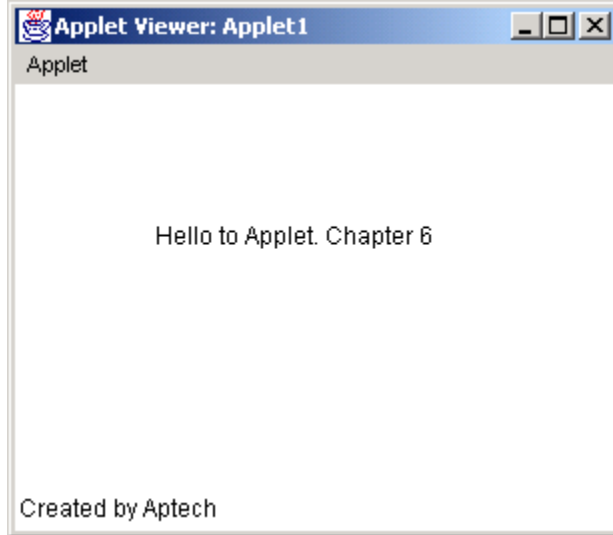 Applet Viewer: Applet1
Applet
Hello to Applet. Chapter 6
Created by Aptech